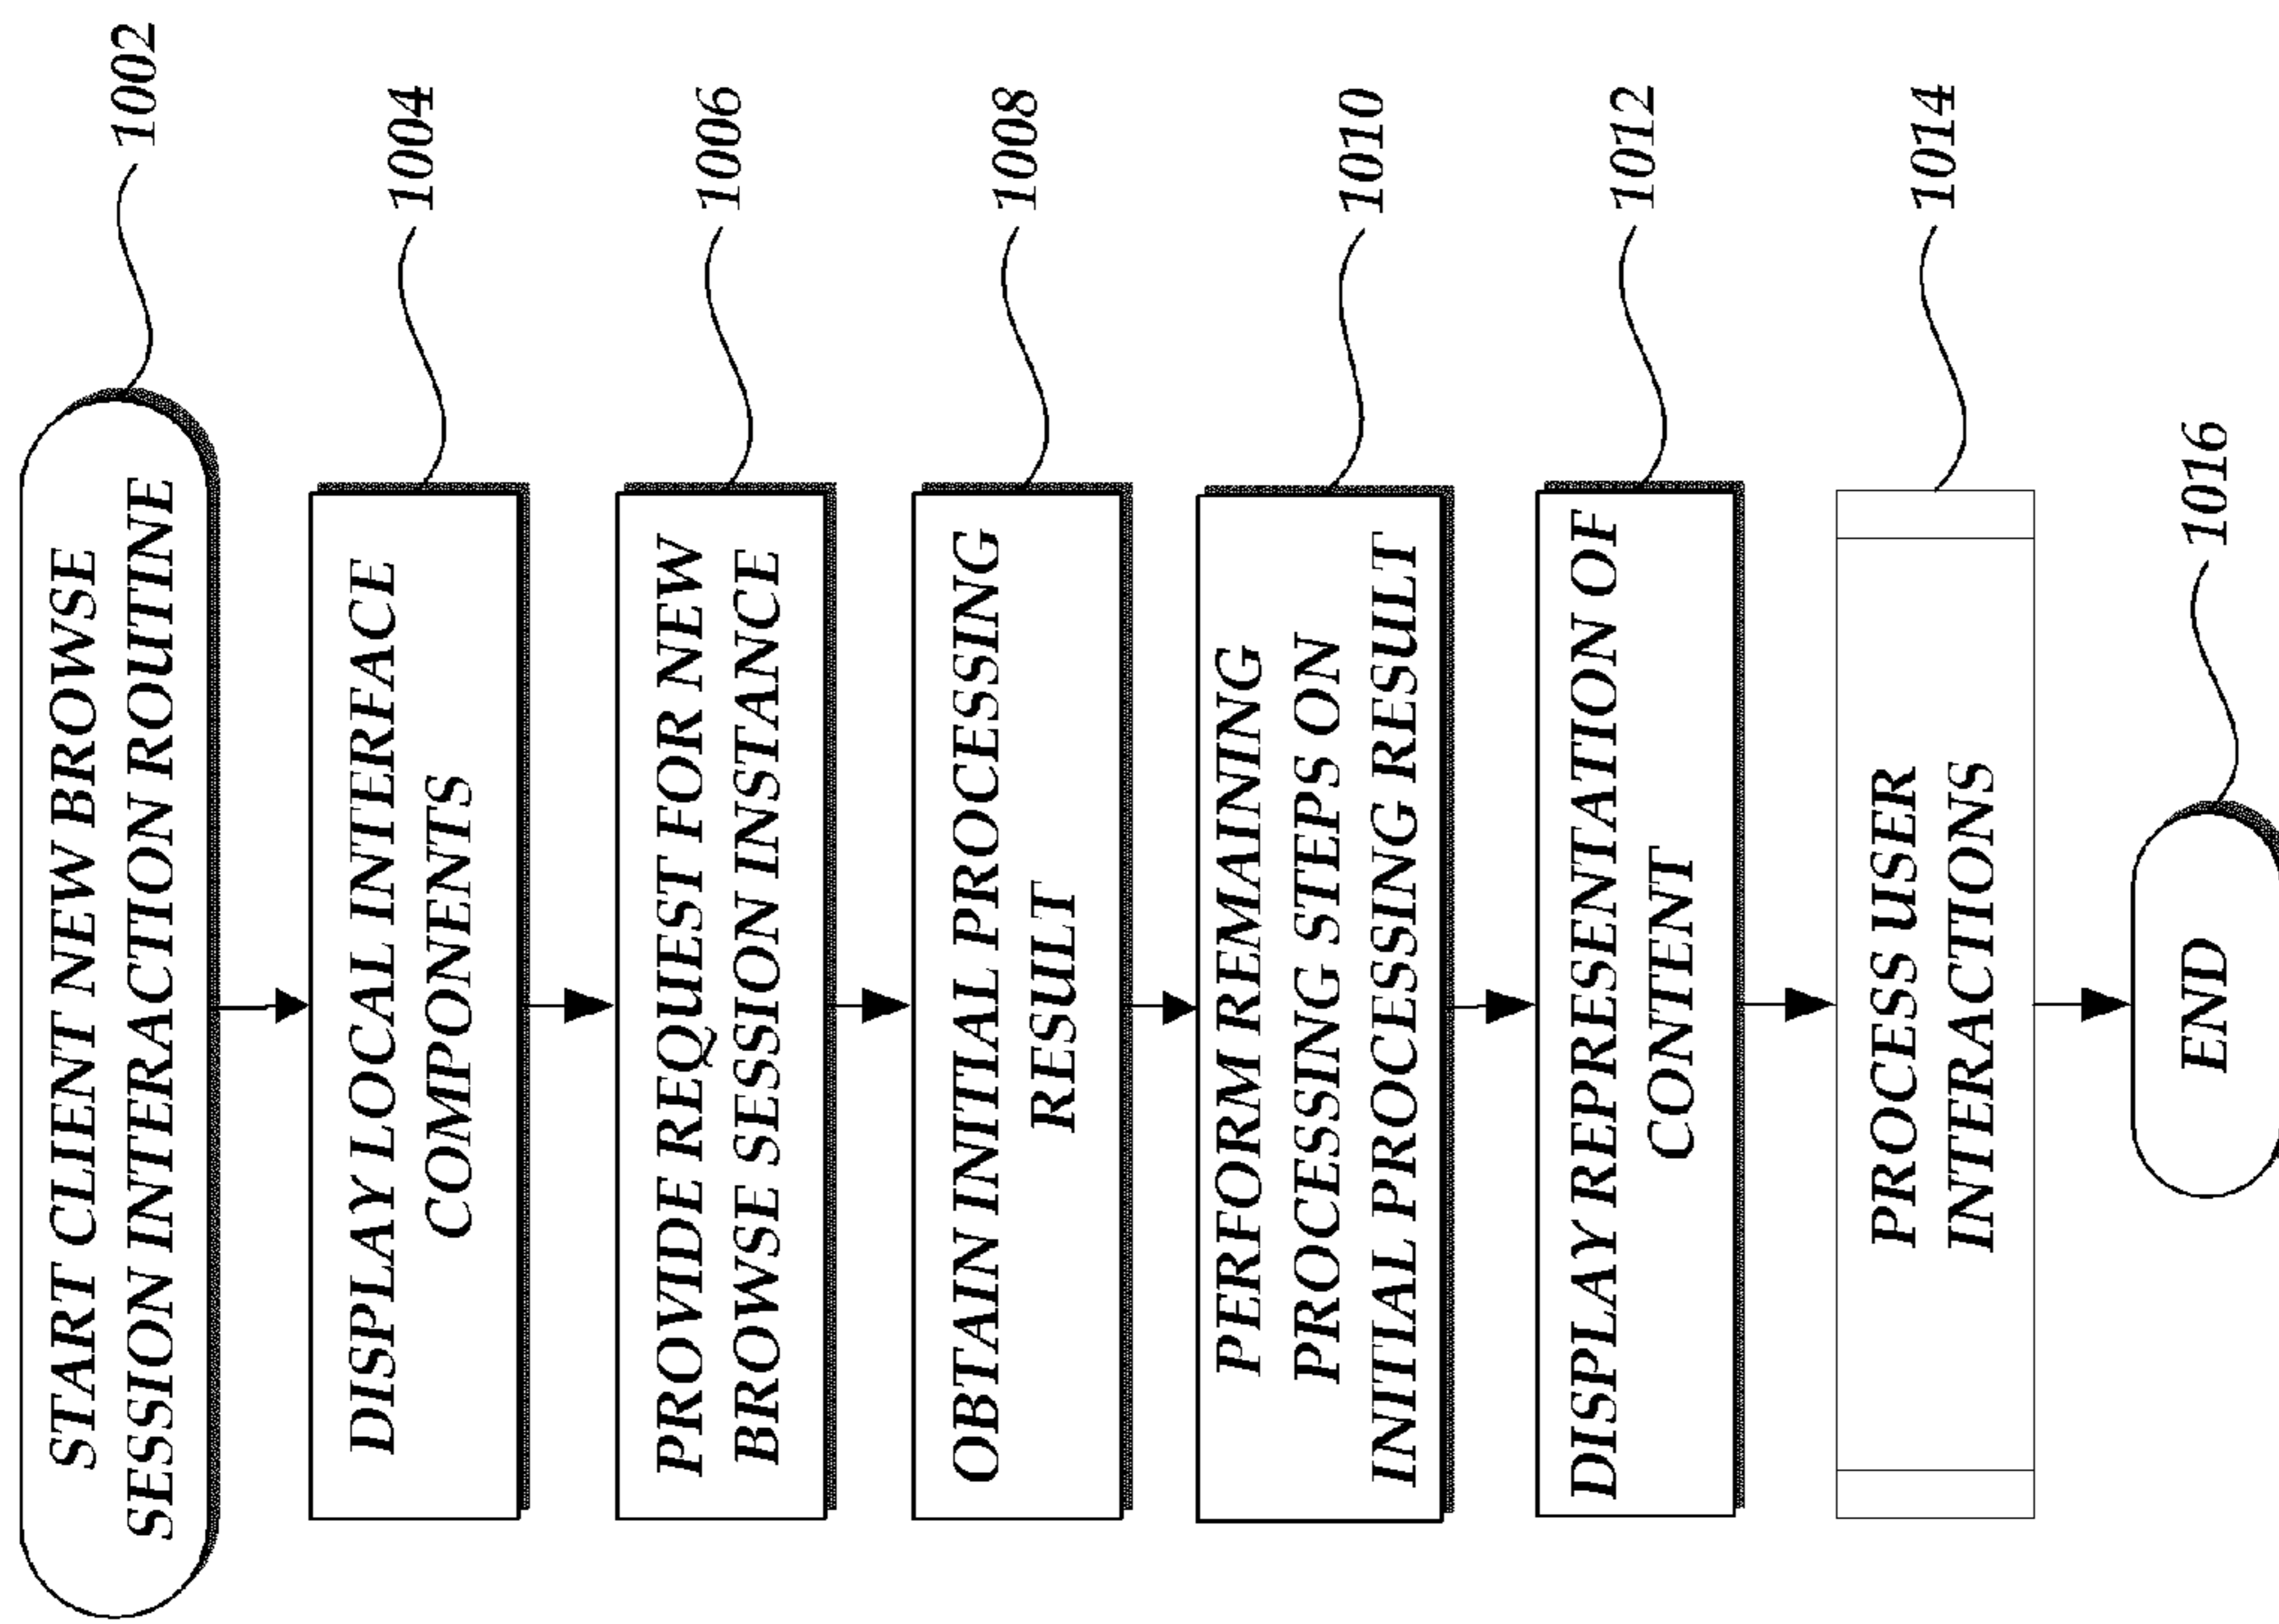 START CLIENT NEW BROWSE
SESSION INTERACTION ROUTINE
1002
DISPLAY LOCAL INTERFACE
COMPONENTS
1004
PROVIDE REQUEST FOR NEW
BROWSE SESSION INSTANCE
1006
OBTAIN INITIAL PROCESSING
RESULT
1008
PERFORM REMAINING
PROCESSING STEPS ON
INITIAL PROCESSING RESULT
1010
DISPLAY REPRESENTATION OF
CONTENT
1012
PROCESS USER
INTERACTIONS
1014
END
1016